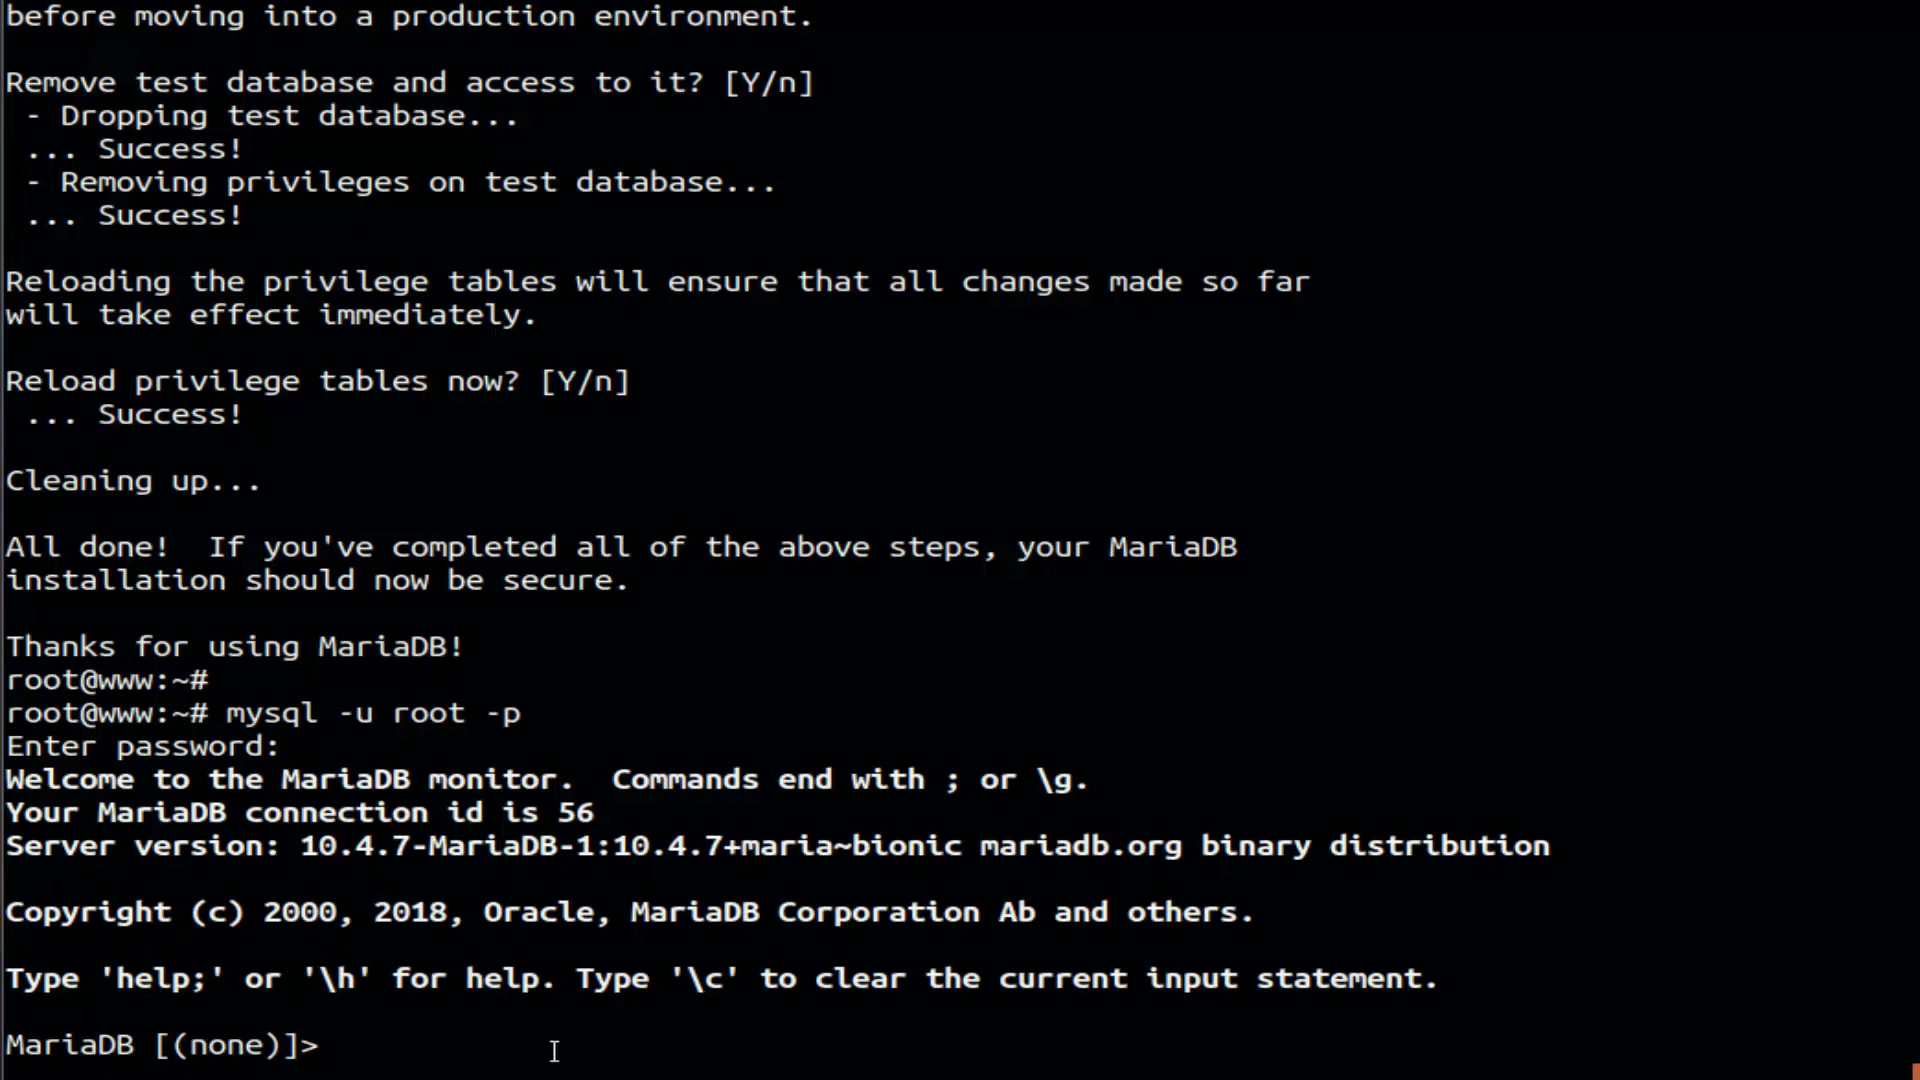 before moving into a production environment.
Remove test database and access to it? [Y/n]
 - Dropping test database...
 ... Success!
 - Removing privileges on test database...
 ... Success!
Reloading the privilege tables will ensure that all changes made so far
will take effect immediately.
Reload privilege tables now? [Y/n]
 ... Success!
Cleaning up...
All done!  If you've completed all of the above steps, your MariaDB
installation should now be secure.
Thanks for using MariaDB!
root@www:~#
root@www:~# mysql -u root -p
Enter password:
Welcome to the MariaDB monitor.  Commands end with ; or \g.
Your MariaDB connection id is 56
Server version: 10.4.7-MariaDB-1:10.4.7+maria~bionic mariadb.org binary distribution
Copyright (c) 2000, 2018, Oracle, MariaDB Corporation Ab and others.
Type 'help;' or '\h' for help. Type '\c' to clear the current input statement.
MariaDB [(none)]>